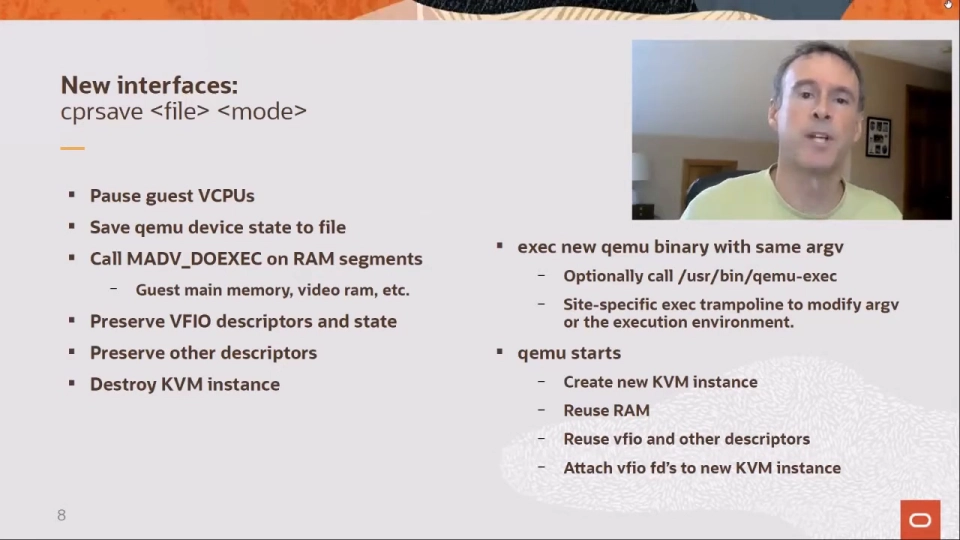 New interfaces:
cprsave <file> <mode>
▪ Pause guest VCPUs
▪ Save qemu device state to file
▪ Call MADV_DOEXEC on RAM segments
– Guest main memory, video ram, etc.
▪ Preserve VFIO descriptors and state
▪ Preserve other descriptors
▪ Destroy KVM instance
▪ exec new qemu binary with same argv
– Optionally call /usr/bin/qemu-exec
– Site-specific exec trampoline to modify argv
or the execution environment.
▪ qemu starts
– Create new KVM instance
– Reuse RAM
– Reuse vfio and other descriptors
– Attach vfio fd’s to new KVM instance
8